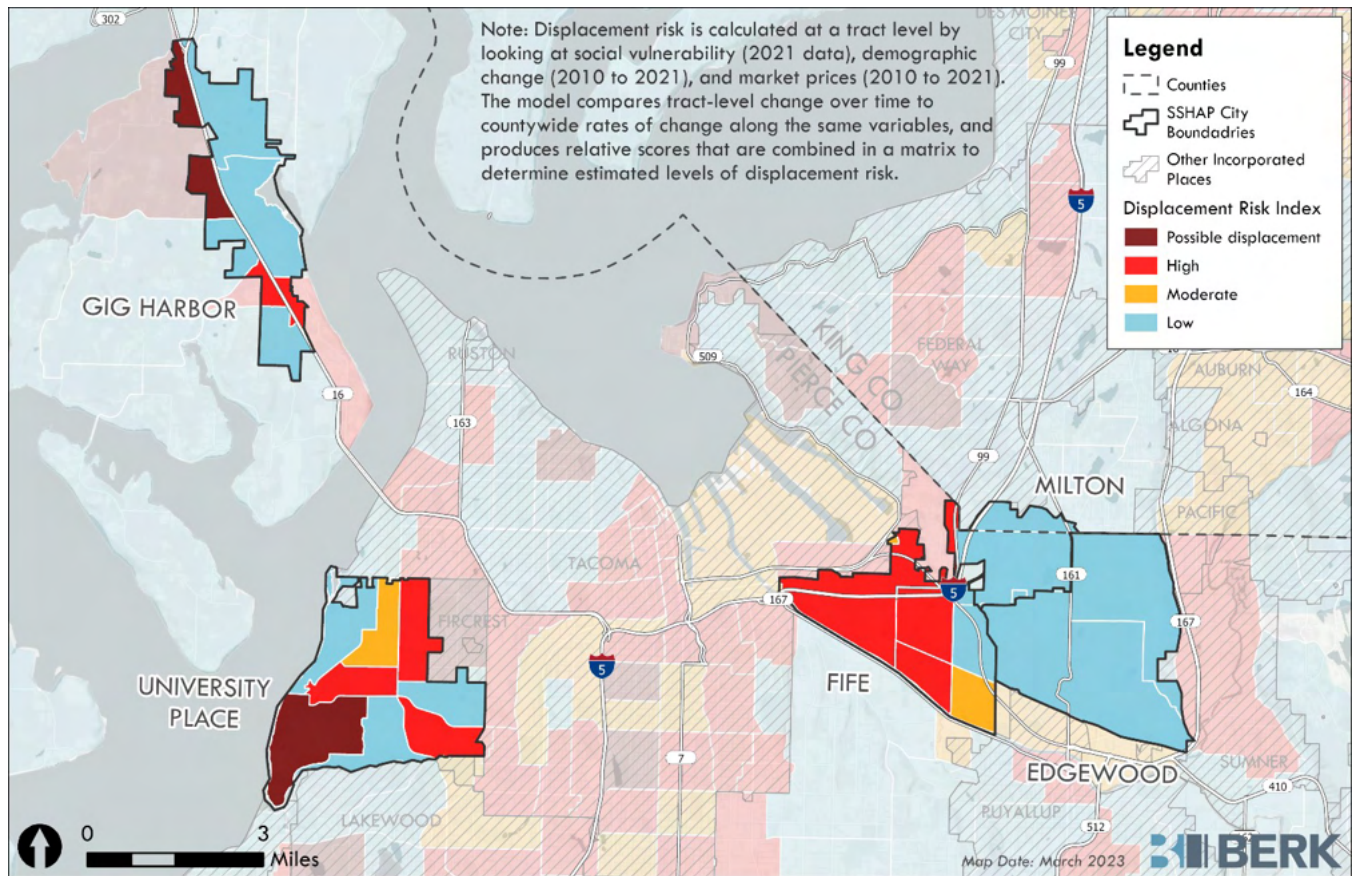 302
Note: Displacement risk is calculated at a tract level by
looking at social vulnerability (2021 data), demographic
change (2010 to 2021), and market prices (2010 to 2021).
The model compares tract-level change over time to
countywide rates of change along the same variables, and
produces relative scores that are combined in a matrix to
determine estimated levels of displacement risk.
DES MOINES
CITY
99
5
Legend
Counties
SSHAP City
Boundadries
Other Incorporated
Places
Displacement Risk Index
Possible displacement
High
Moderate
Low
GIG HARBOR
RUSTON
509
KING CO
PIERCE CO
FEDERAL
WAY
AUBURN
164
16
163
ALGONA
99
MILTON
PACIFIC
TACOMA
161
167
5
167
FIRCREST
5
UNIVERSITY
PLACE
FIFE
7
EDGEWOOD
SUMNER
410
LAKEWOOD
PUYALLUP
512
0 3
Miles
Map Date: March 2023
BERK